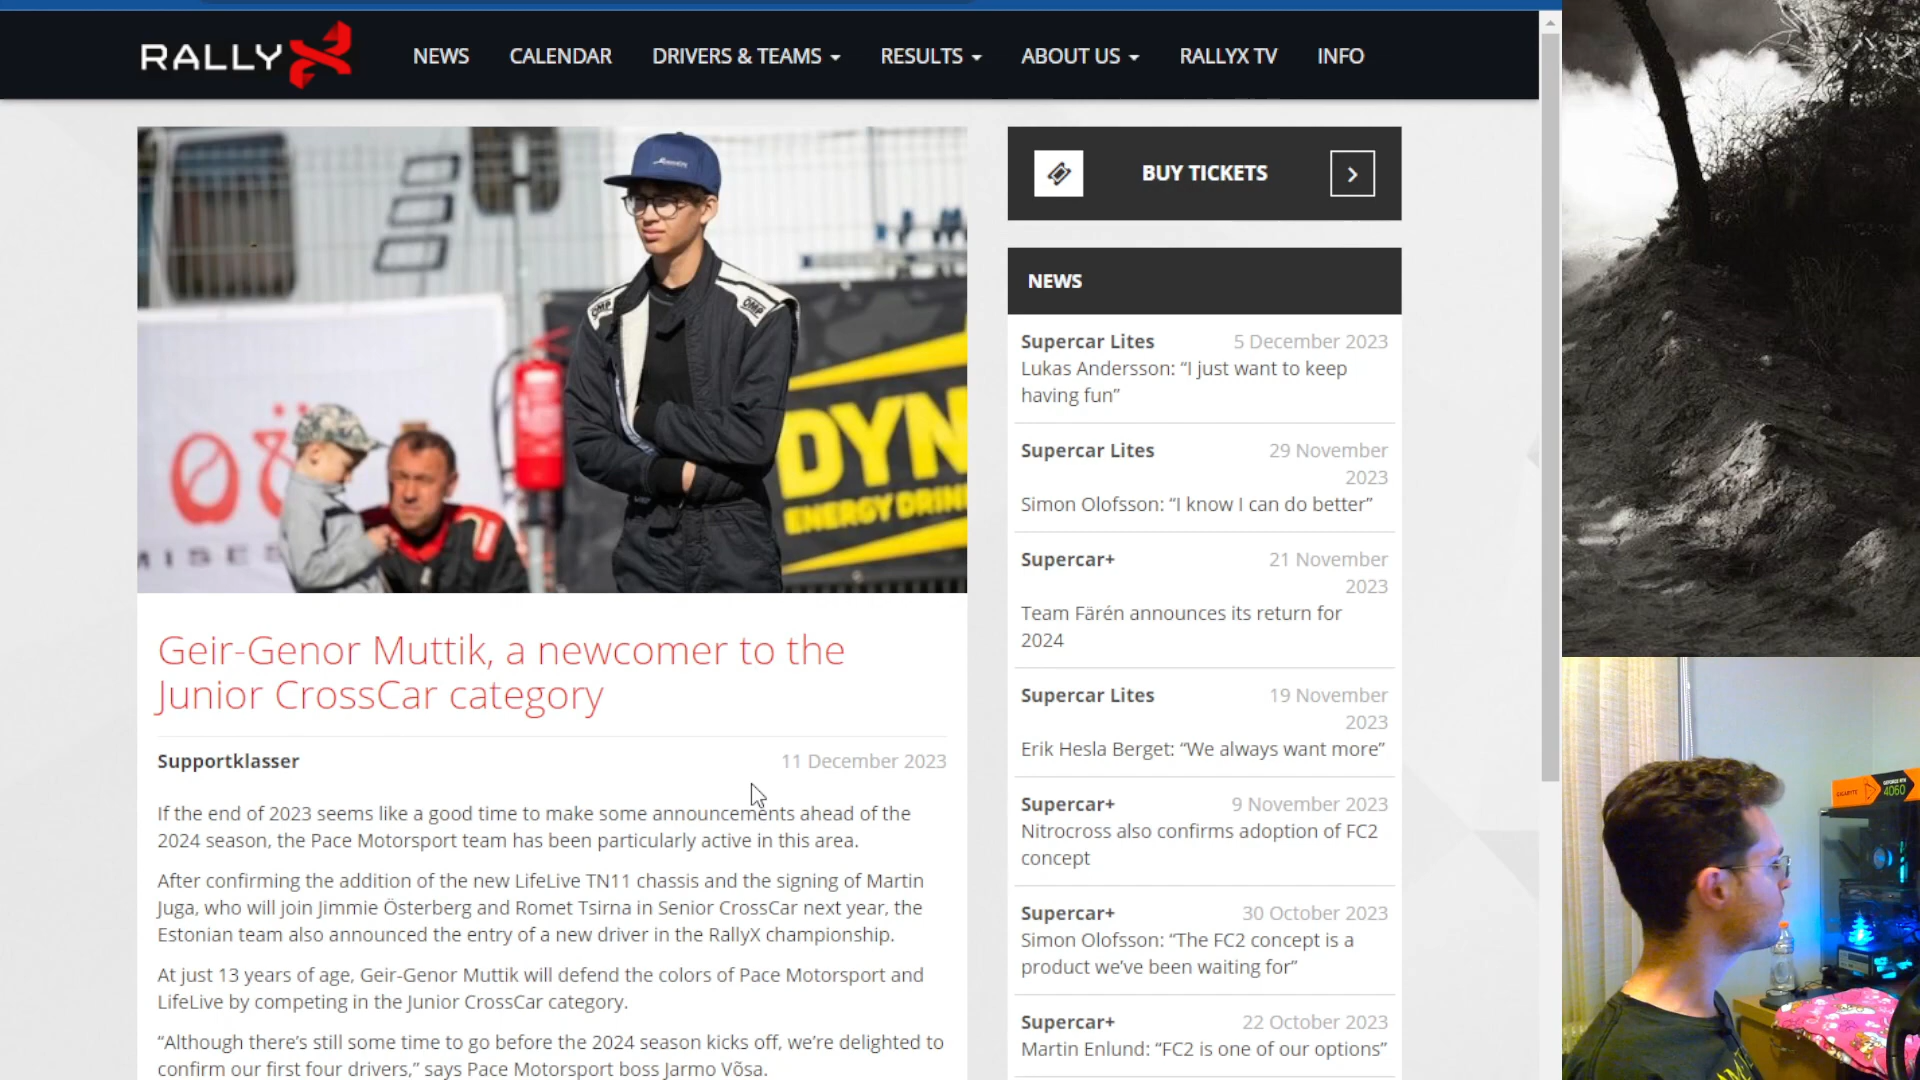 RALLYX
NEWS
CALENDAR
DRIVERS & TEAMS
RESULTS
ABOUT US
RALLYX TV
INFO
OMP
OMP
DYN
ENERGY DRIN
MISES
Geir-Genor Muttik, a newcomer to the
Junior CrossCar category
Supportklasser
11 December 2023
If the end of 2023 seems like a good time to make some announcements ahead of the
2024 season, the Pace Motorsport team has been particularly active in this area.
After confirming the addition of the new LifeLive TN11 chassis and the signing of Martin
Juga, who will join Jimmie Österberg and Romet Tsirna in Senior CrossCar next year, the
Estonian team also announced the entry of a new driver in the RallyX championship.
At just 13 years of age, Geir-Genor Muttik will defend the colors of Pace Motorsport and
LifeLive by competing in the Junior CrossCar category.
“Although there’s still some time to go before the 2024 season kicks off, we’re delighted to
confirm our first four drivers,” says Pace Motorsport boss Jarmo Võsa.
BUY TICKETS
NEWS
Supercar Lites
5 December 2023
Lukas Andersson: “I just want to keep
having fun”
Supercar Lites
29 November
2023
Simon Olofsson: “I know I can do better”
Supercar+
21 November
2023
Team Färén announces its return for
2024
Supercar Lites
19 November
2023
Erik Hesla Berget: “We always want more”
Supercar+
9 November 2023
Nitrocross also confirms adoption of FC2
concept
Supercar+
30 October 2023
Simon Olofsson: “The FC2 concept is a
product we’ve been waiting for”
Supercar+
22 October 2023
Martin Enlund: “FC2 is one of our options”
GIGABYTE
4060